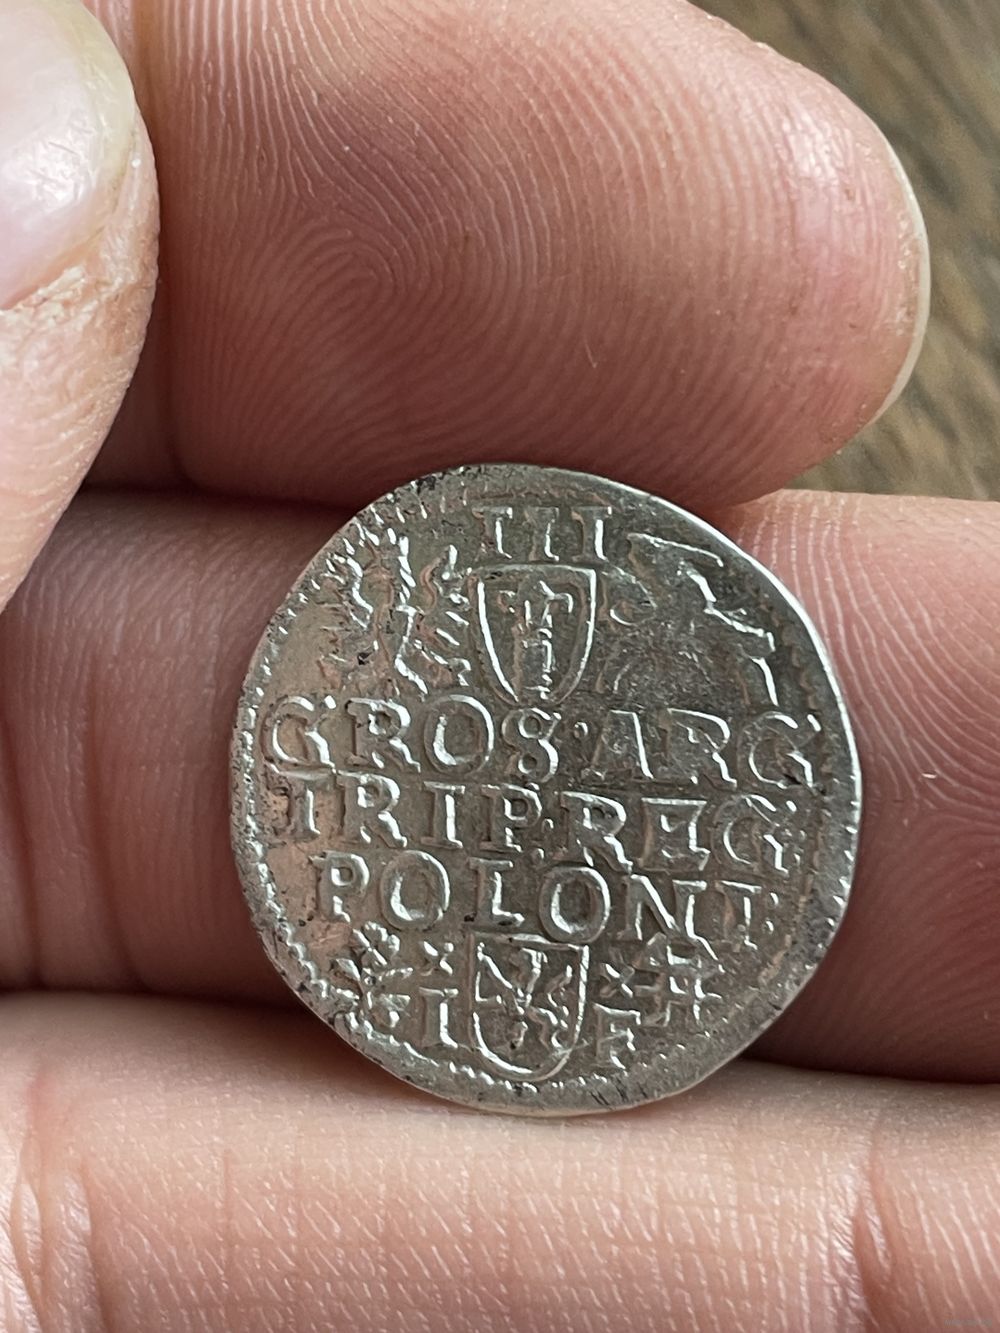 III
GROS·ARG
TRIP·REG
POLONI·
I F